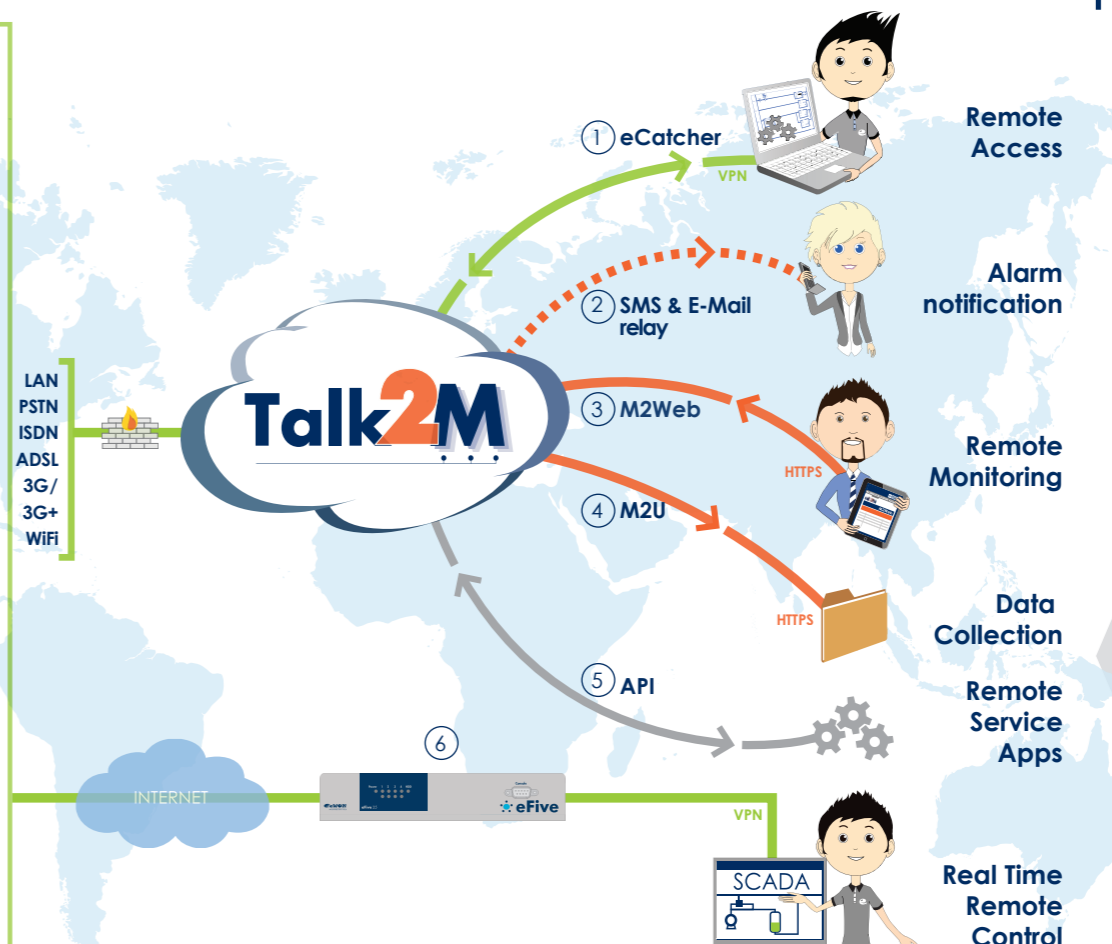 1 eCatcher
VPN
Remote
Access
2 SMS & E-Mail
relay
Alarm
notification
LAN
PSTN
ISDN
ADSL
3G/
3G+
WiFi
Talk2M
3 M2Web
HTTPS
Remote
Monitoring
4 M2U
HTTPS
Data
Collection
5 API
Remote
Service
Apps
6
INTERNET
eFive
VPN
SCADA
Real Time
Remote
Control